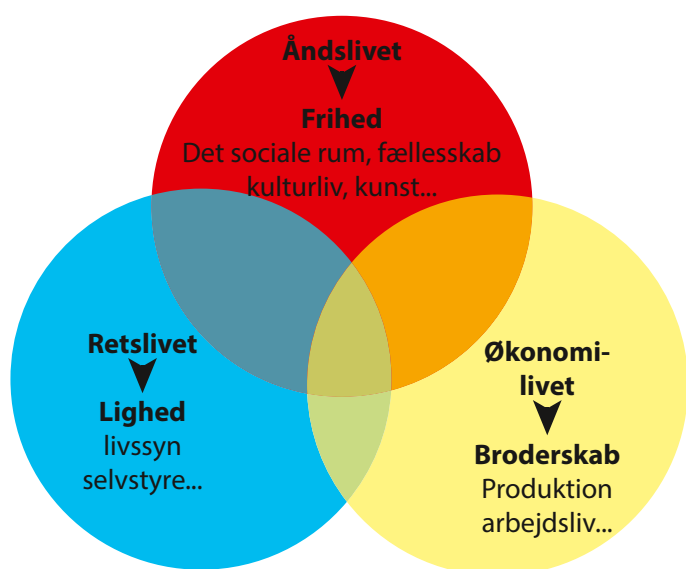 Åndslivet
Frihed
Det sociale rum, fællesskab
kulturliv, kunst...
Retslivet
Lighed
livssyn
selvstyre...
Økonomi-
livet
Broderskab
Produktion
arbejdsliv...